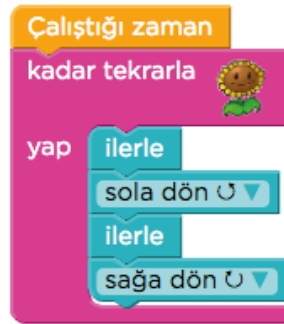 Çalıştığı zaman
kadar tekrarla
yap
ilerle
sola dön ↺ ▼
ilerle
sağa dön ↻ ▼